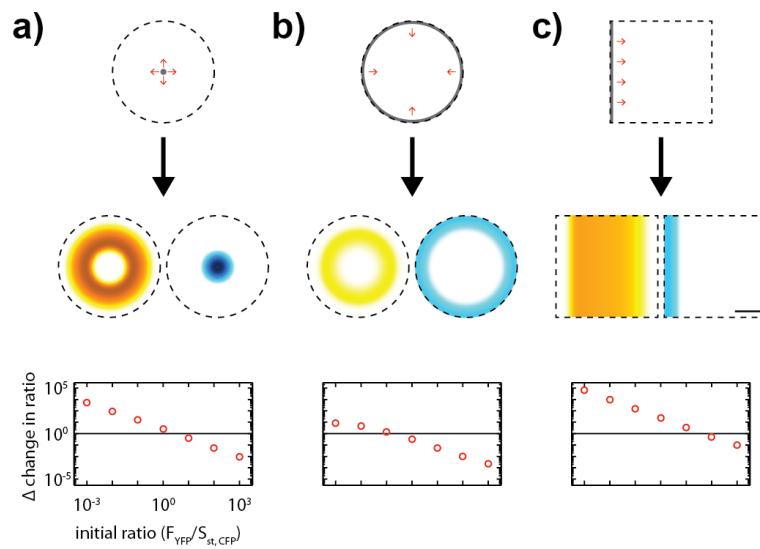 a)
b)
c)
Δ change in ratio
10^5
10^0
10^-5
10^-3
10^0
10^3
initial ratio (F_YFP/S_st,CFP)